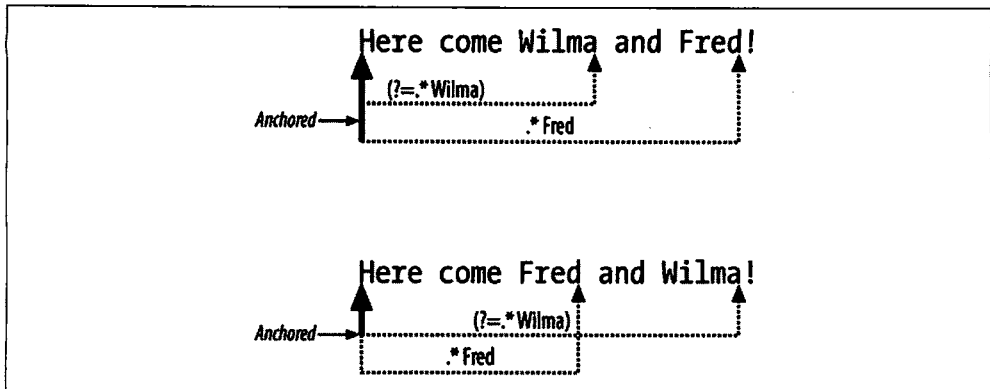 Here come Wilma and Fred!
(?=.*Wilma)
Anchored
.* Fred
Here come Fred and Wilma!
(?=.*Wilma)
Anchored
.* Fred